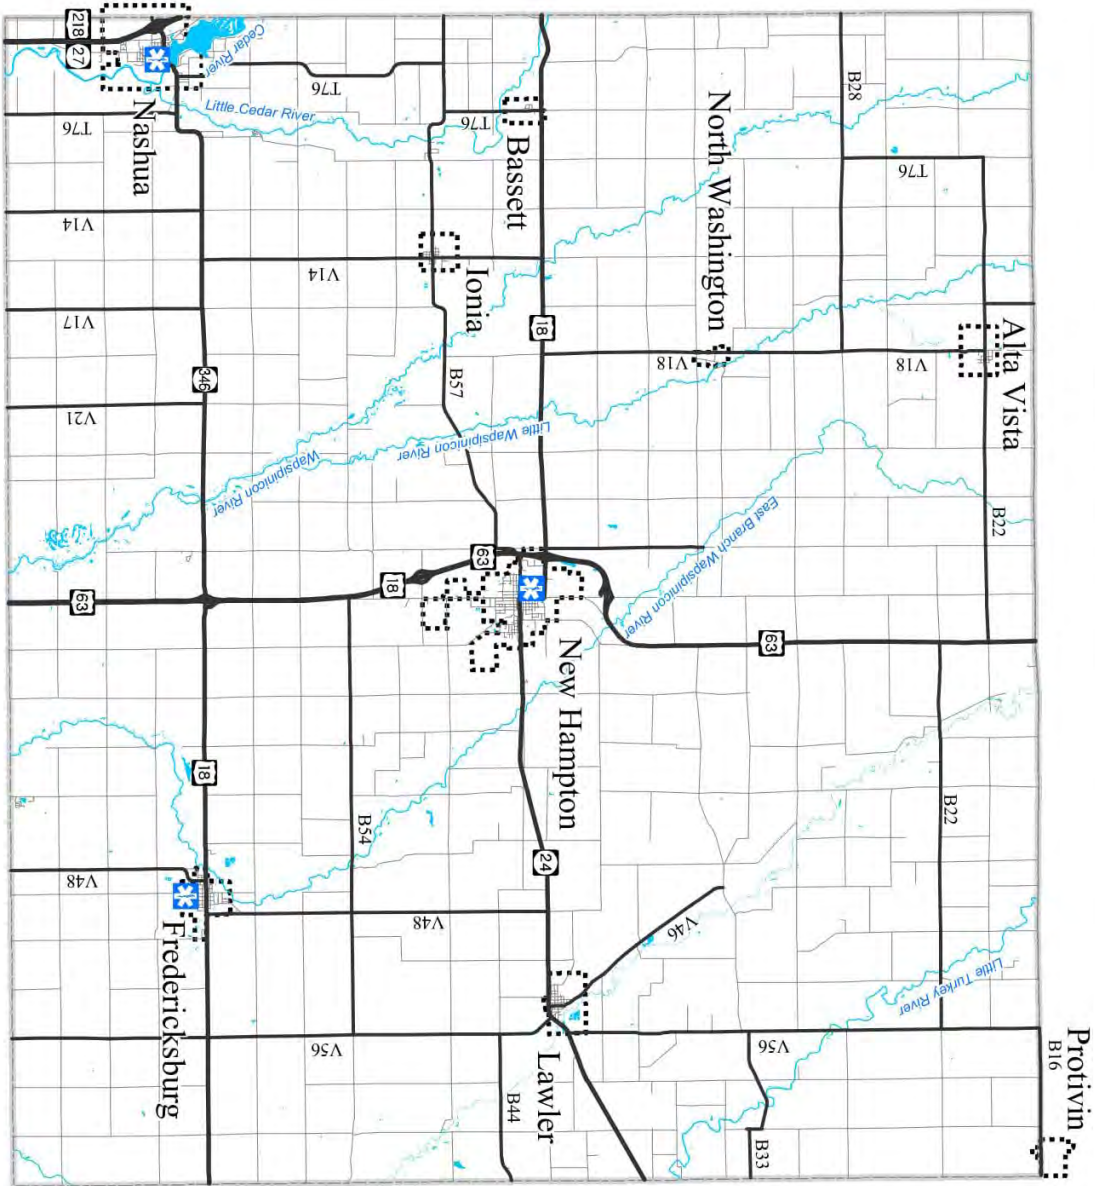 218
27
Nashua
Cedar River
Little Cedar River
T76
T76
T76
Bassett
North Washington
B28
T76
V14
V14
Ionia
18
V17
346
V21
B57
V18
V18
Alta Vista
Wapsipinicon River
Little Wapsipinicon River
East Branch Wapsipinicon River
B22
63
18
63
63
New Hampton
18
B54
24
B22
V48
V48
V46
Fredericksburg
Little Turkey River
V56
V56
Lawler
B44
B33
Protivin
B16